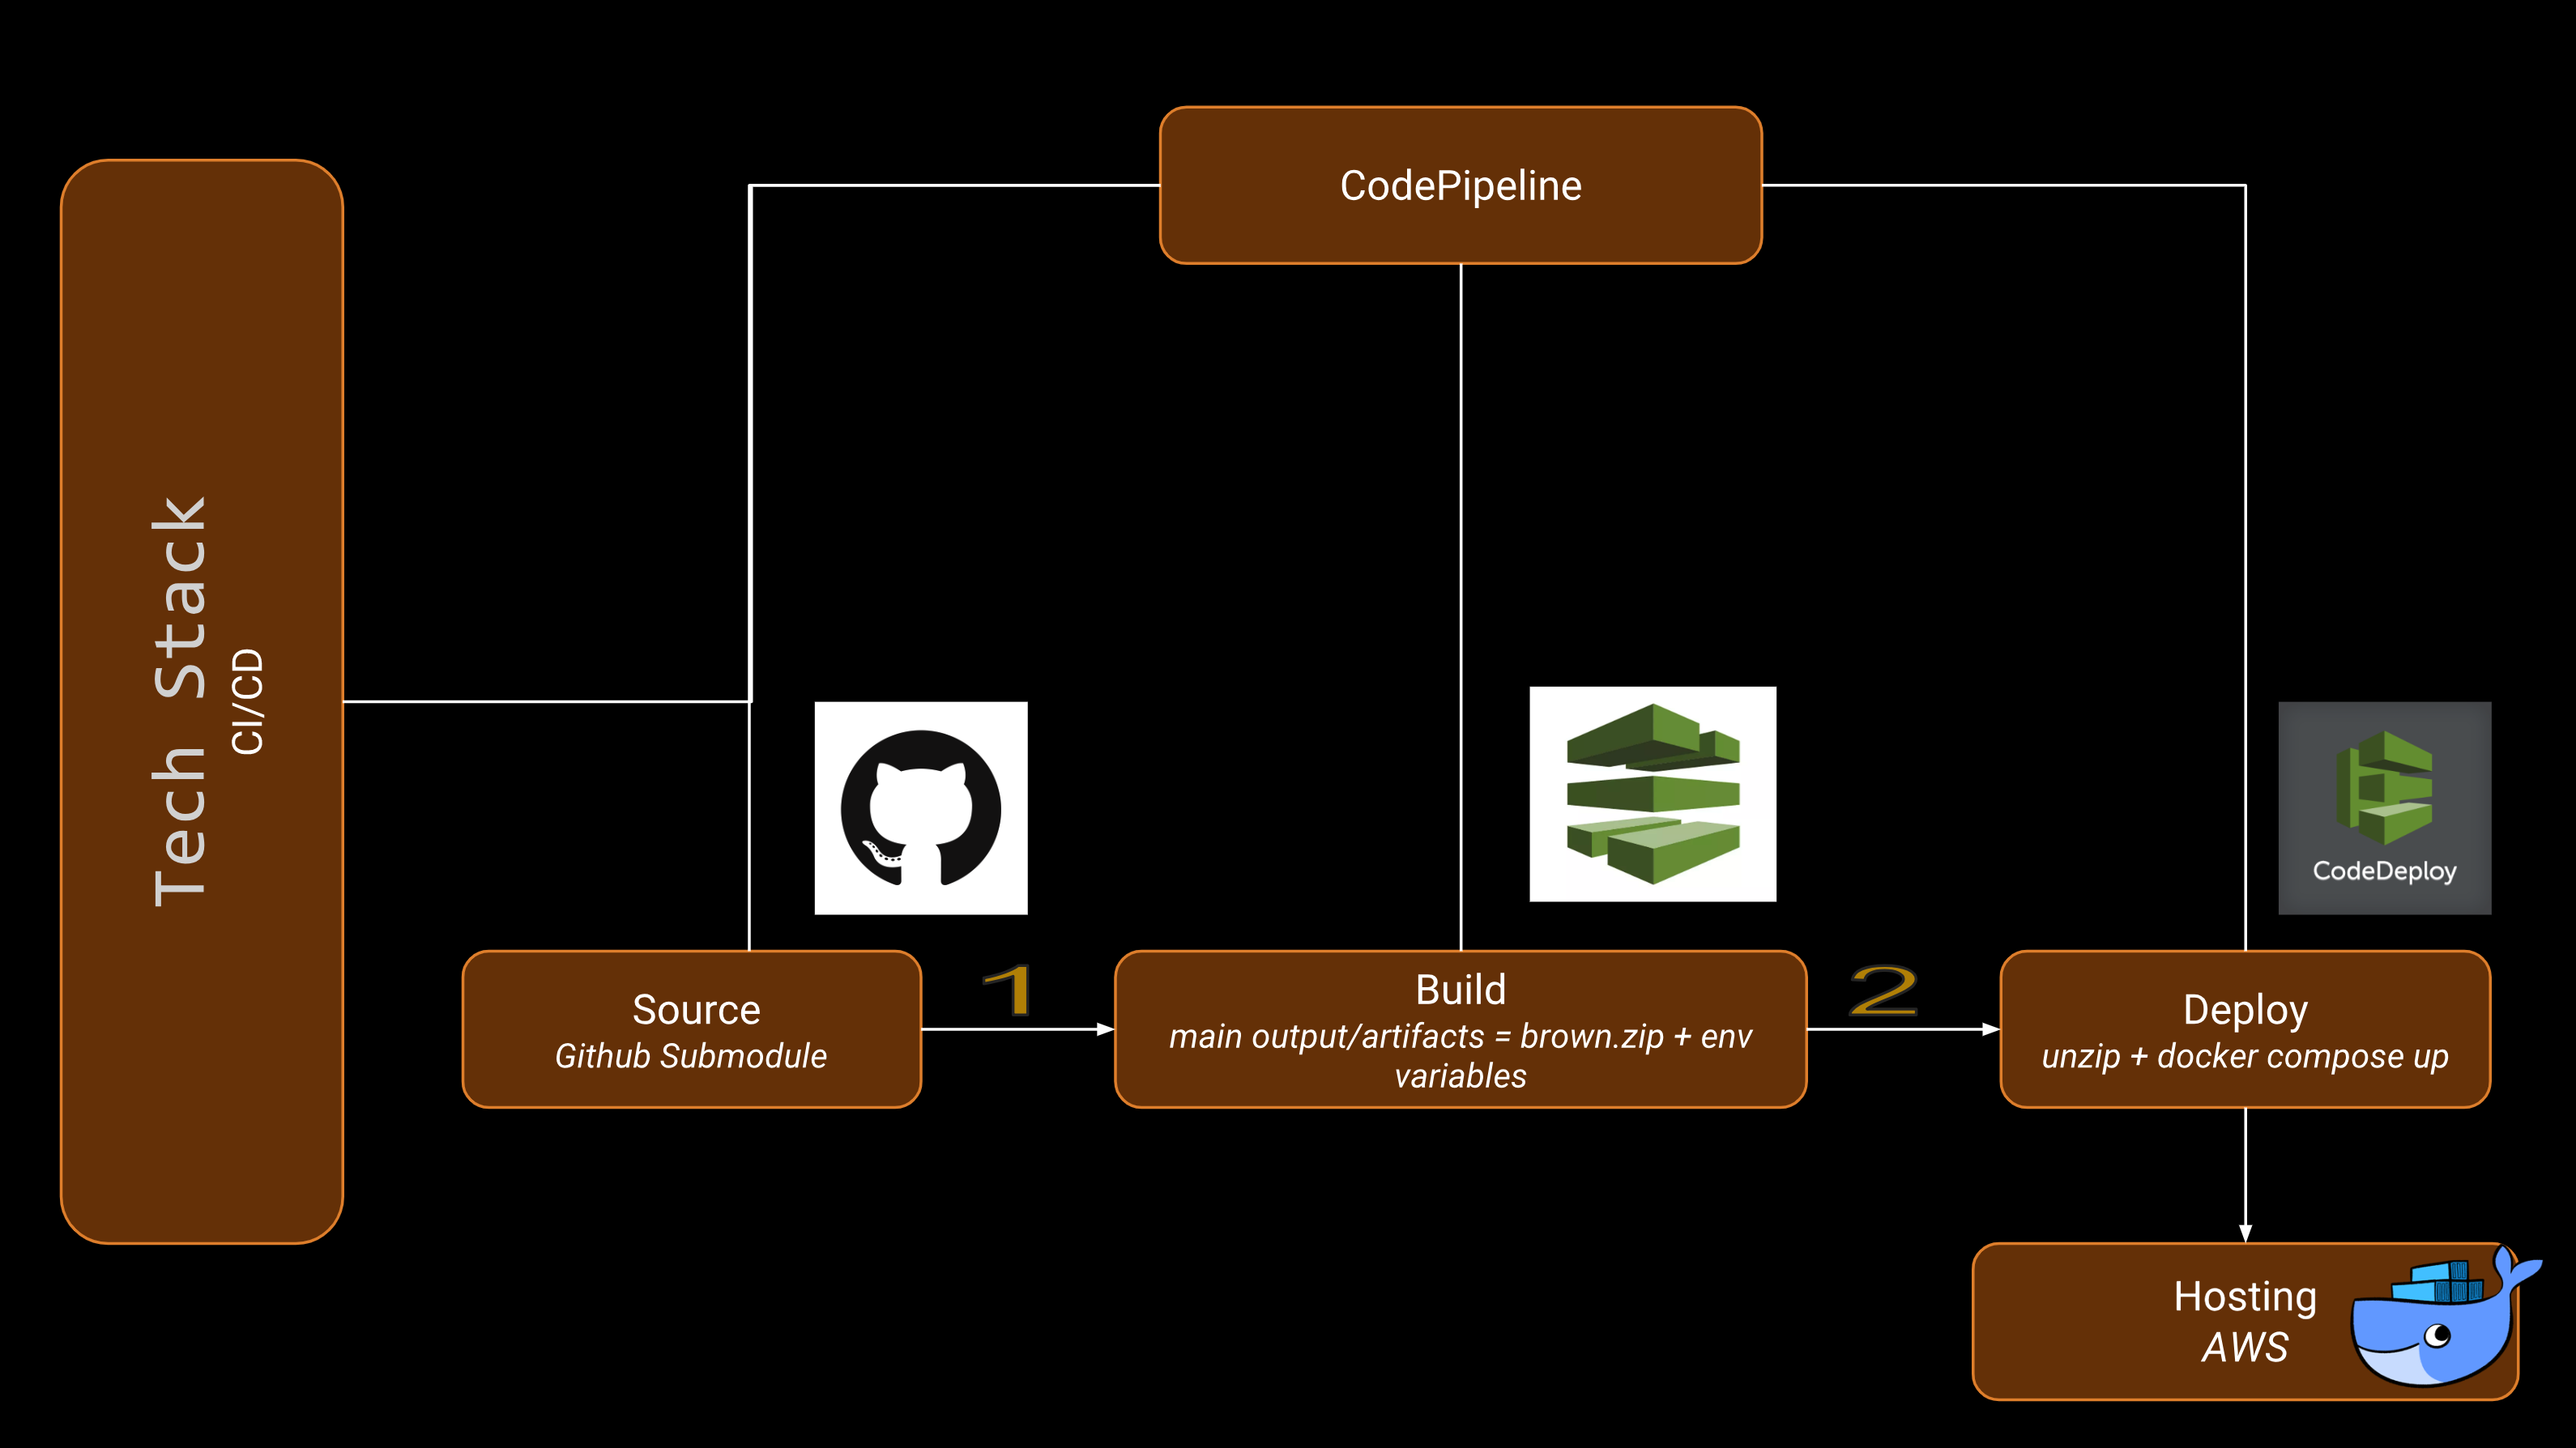 Tech Stack
CI/CD
CodePipeline
CodeDeploy
Source
Github Submodule
1
Build
main output/artifacts = brown.zip + env
variables
2
Deploy
unzip + docker compose up
Hosting
AWS